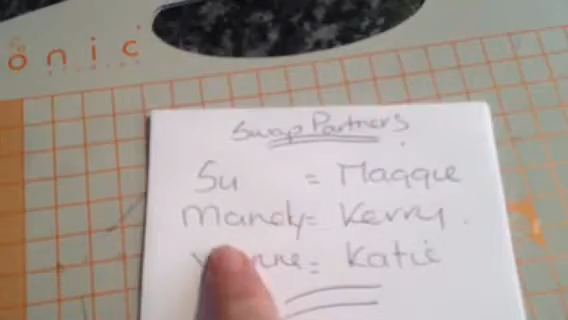 onic
Swap Partners
Su = Maggie
Mandy = Kerry.
= Katie